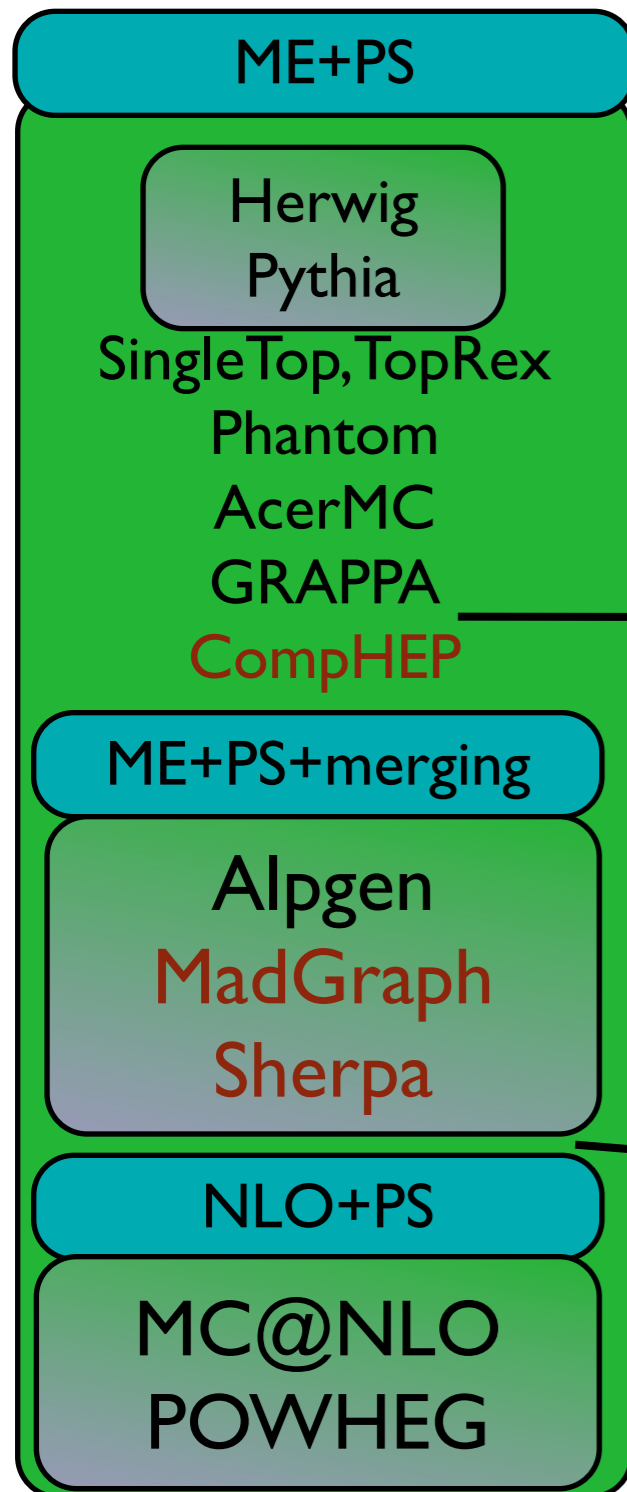 ME+PS
Herwig
Pythia
SingleTop,TopRex
Phantom
AcerMC
GRAPPA
CompHEP
ME+PS+merging
Alpgen
MadGraph
Sherpa
NLO+PS
MC@NLO
POWHEG